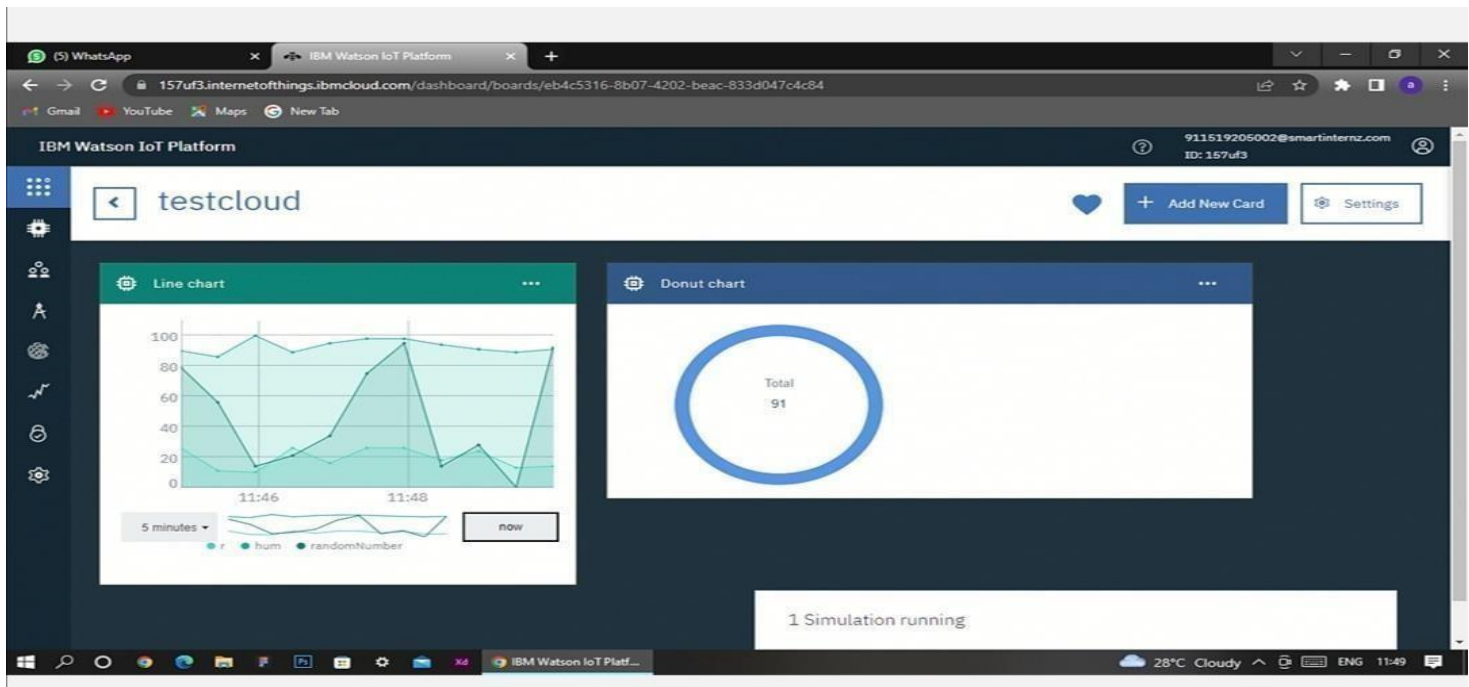 (5) WhatsApp
IBM Watson IoT Platform
157uf3.internetofthings.ibmcloud.com/dashboard/boards/eb4c5316-8b07-4202-beac-833d047c4c84
a
Gmail
YouTube
Maps
New Tab
IBM Watson IoT Platform
911519205002@smartinternz.com
ID: 157uf3
testcloud
+ Add New Card
Settings
Line chart
100
80
60
40
20
0
11:46
11:48
5 minutes
now
r hum randomNumber
Donut chart
Total
91
1 Simulation running
Ps
Xd
IBM Watson IoT Platf...
28°C Cloudy
ENG
11:49